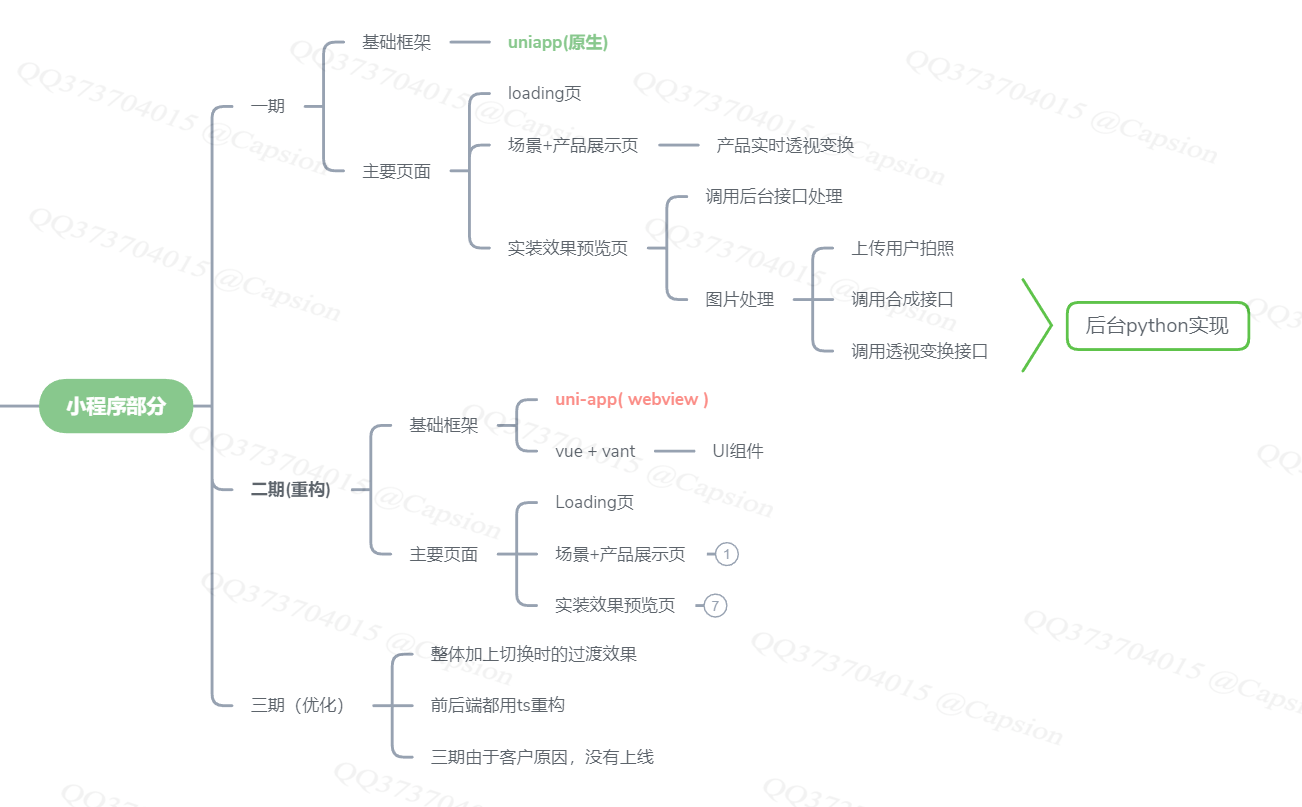 小程序部分
一期
基础框架
uniapp(原生)
主要页面
loading页
场景+产品展示页
产品实时透视变换
实装效果预览页
调用后台接口处理
图片处理
上传用户拍照
调用合成接口
调用透视变换接口
后台python实现
二期(重构)
基础框架
uni-app( webview )
vue + vant
UI组件
主要页面
Loading页
场景+产品展示页
1
实装效果预览页
7
三期（优化）
整体加上切换时的过渡效果
前后端都用ts重构
三期由于客户原因，没有上线
QQ373704015 @Capsion